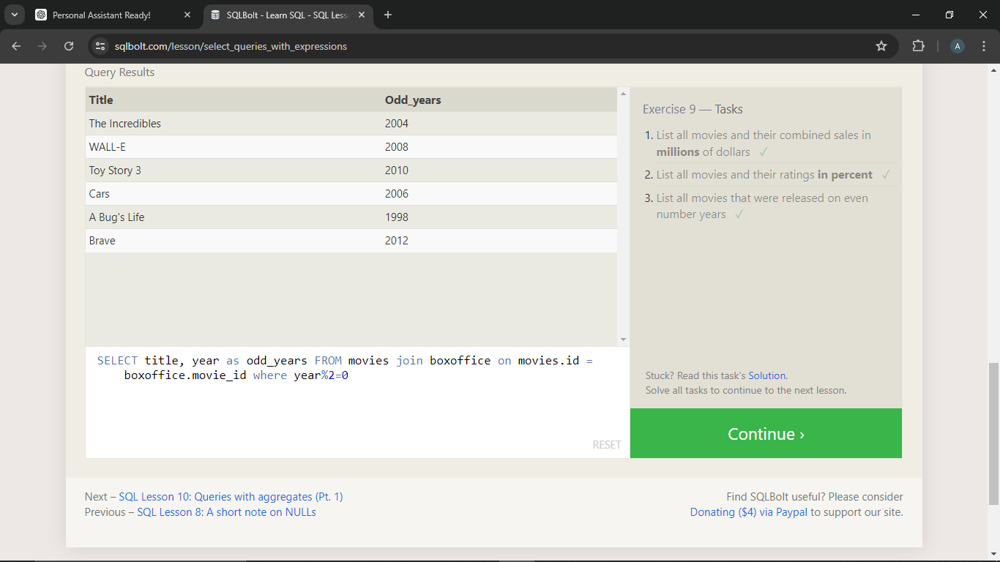 Personal Assistant Ready!
SQLBolt - Learn SQL - SQL Less
sqlbolt.com/lesson/select_queries_with_expressions
A
Query Results
Title Odd_years
The Incredibles 2004
WALL-E 2008
Toy Story 3 2010
Cars 2006
A Bug's Life 1998
Brave 2012
SELECT title, year as odd_years FROM movies join boxoffice on movies.id =
boxoffice.movie_id where year%2=0
RESET
Exercise 9 — Tasks
1. List all movies and their combined sales in
millions of dollars ✓
2. List all movies and their ratings in percent ✓
3. List all movies that were released on even
number years ✓
Stuck? Read this task's Solution.
Solve all tasks to continue to the next lesson.
Continue ›
Next – SQL Lesson 10: Queries with aggregates (Pt. 1)
Previous – SQL Lesson 8: A short note on NULLs
Find SQLBolt useful? Please consider
Donating ($4) via Paypal to support our site.